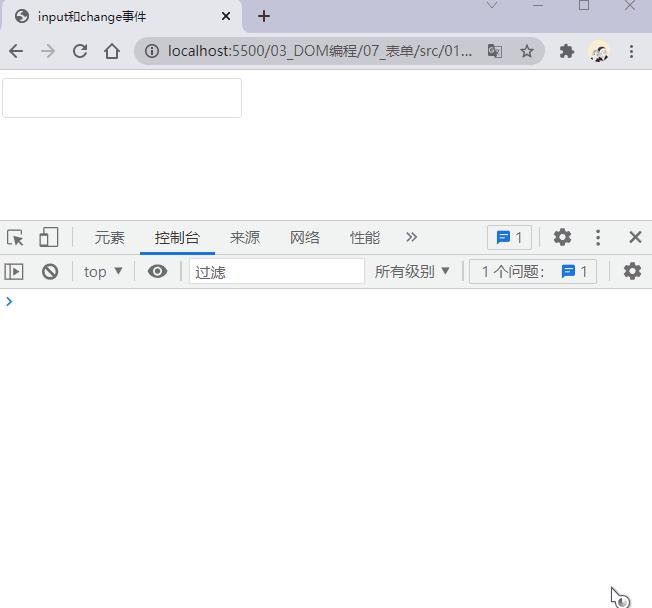 input和change事件
localhost:5500/03_DOM编程/07_表单/src/01...
元素 控制台 来源 网络 性能 1
top 过滤 所有级别 1 个问题： 1